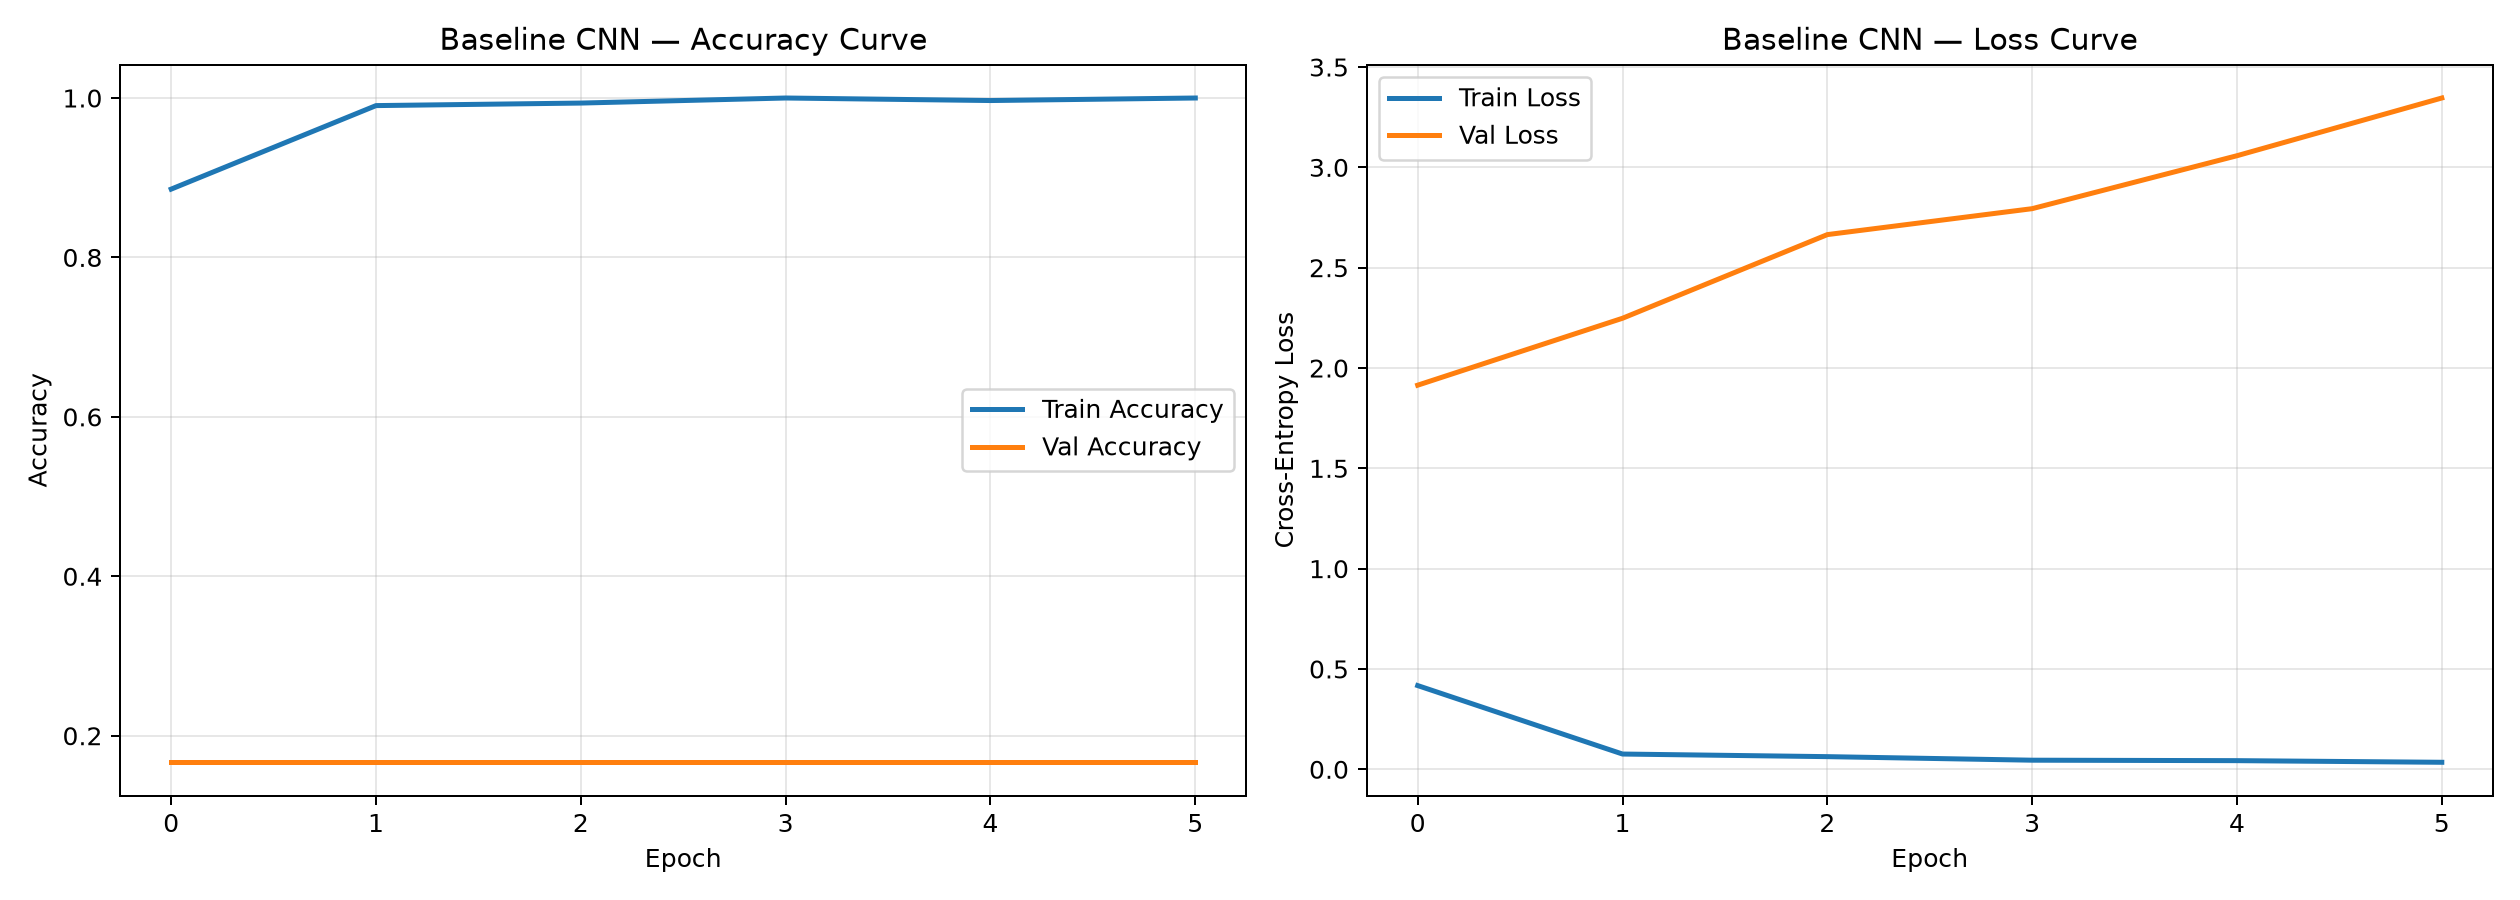 Baseline CNN — Accuracy Curve
Accuracy
1.0
0.8
0.6
0.4
0.2
Train Accuracy
Val Accuracy
0 1 2 3 4 5
Epoch
Baseline CNN — Loss Curve
Cross-Entropy Loss
3.5
3.0
2.5
2.0
1.5
1.0
0.5
0.0
Train Loss
Val Loss
0 1 2 3 4 5
Epoch